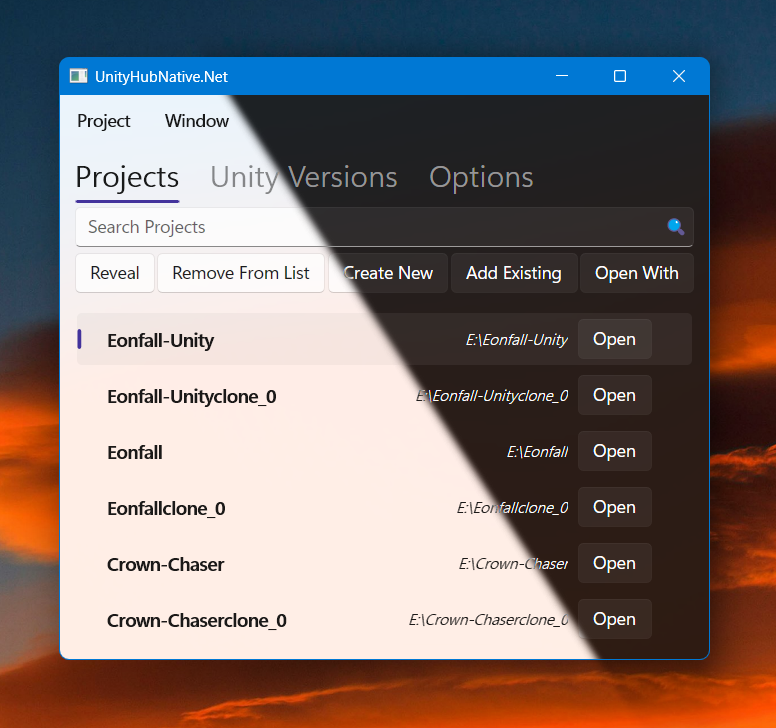 UnityHubNative.Net
Project Window
Projects Unity Versions Options
Search Projects
Reveal Remove From List Create New Add Existing Open With
Eonfall-Unity E:\Eonfall-Unity Open
Eonfall-Unityclone_0 E:\Eonfall-Unityclone_0 Open
Eonfall E:\Eonfall Open
Eonfallclone_0 E:\Eonfallclone_0 Open
Crown-Chaser E:\Crown-Chaser Open
Crown-Chaserclone_0 E:\Crown-Chaserclone_0 Open